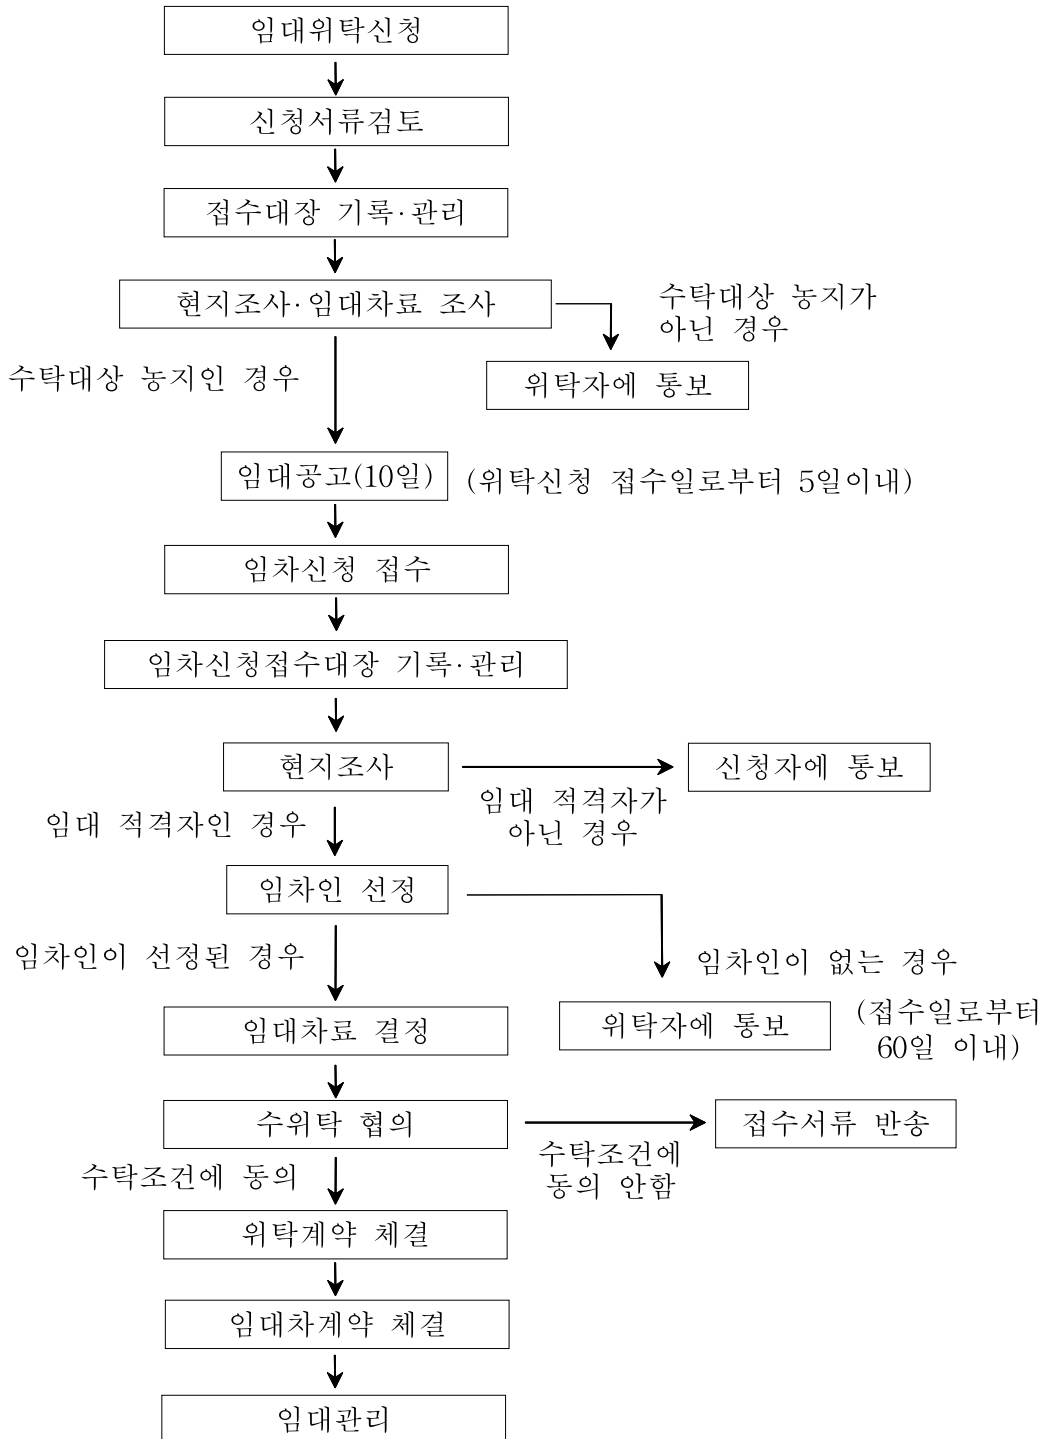 임대위탁신청
신청서류검토
접수대장 기록·관리
현지조사·임대차료 조사
수탁대상 농지가
아닌 경우
수탁대상 농지인 경우
위탁자에 통보
임대공고(10일)
(위탁신청 접수일로부터 5일이내)
임차신청 접수
임차신청접수대장 기록·관리
현지조사
신청자에 통보
임대 적격자가
아닌 경우
임대 적격자인 경우
임차인 선정
임차인이 선정된 경우
임차인이 없는 경우
임대차료 결정
위탁자에 통보
(접수일로부터
60일 이내)
수위탁 협의
접수서류 반송
수탁조건에
동의 안함
수탁조건에 동의
위탁계약 체결
임대차계약 체결
임대관리